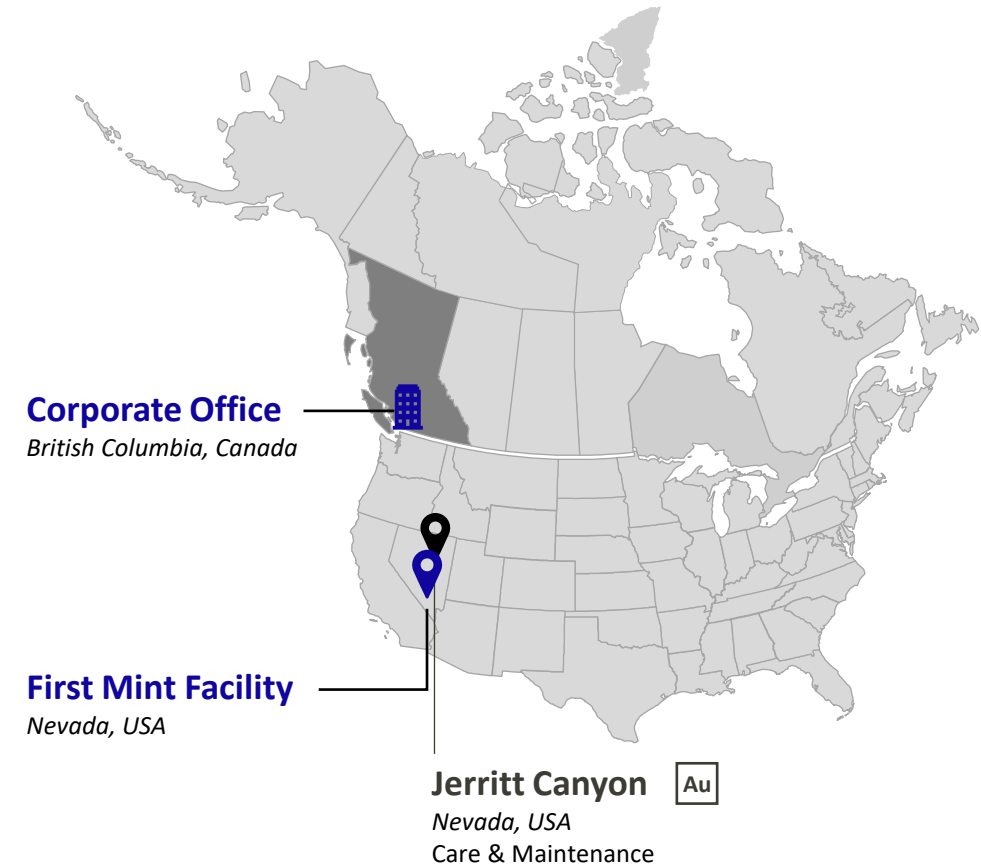 Corporate Office
British Columbia, Canada
First Mint Facility
Nevada, USA
Jerritt Canyon
Au
Nevada, USA
Care & Maintenance